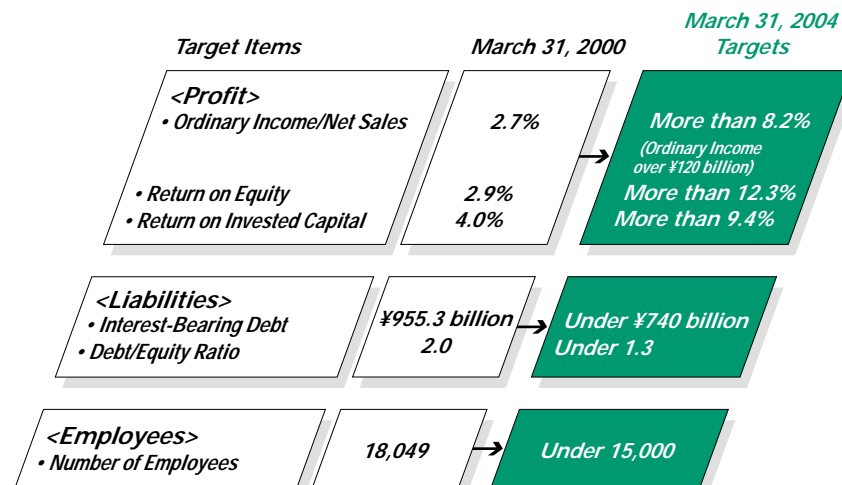 Target Items March 31, 2000 March 31, 2004
Targets
<Profit>
• Ordinary Income/Net Sales 2.7% More than 8.2%
(Ordinary Income
over ¥120 billion)
• Return on Equity 2.9% More than 12.3%
• Return on Invested Capital 4.0% More than 9.4%
<Liabilities>
• Interest-Bearing Debt ¥955.3 billion Under ¥740 billion
• Debt/Equity Ratio 2.0 Under 1.3
<Employees>
• Number of Employees 18,049 Under 15,000